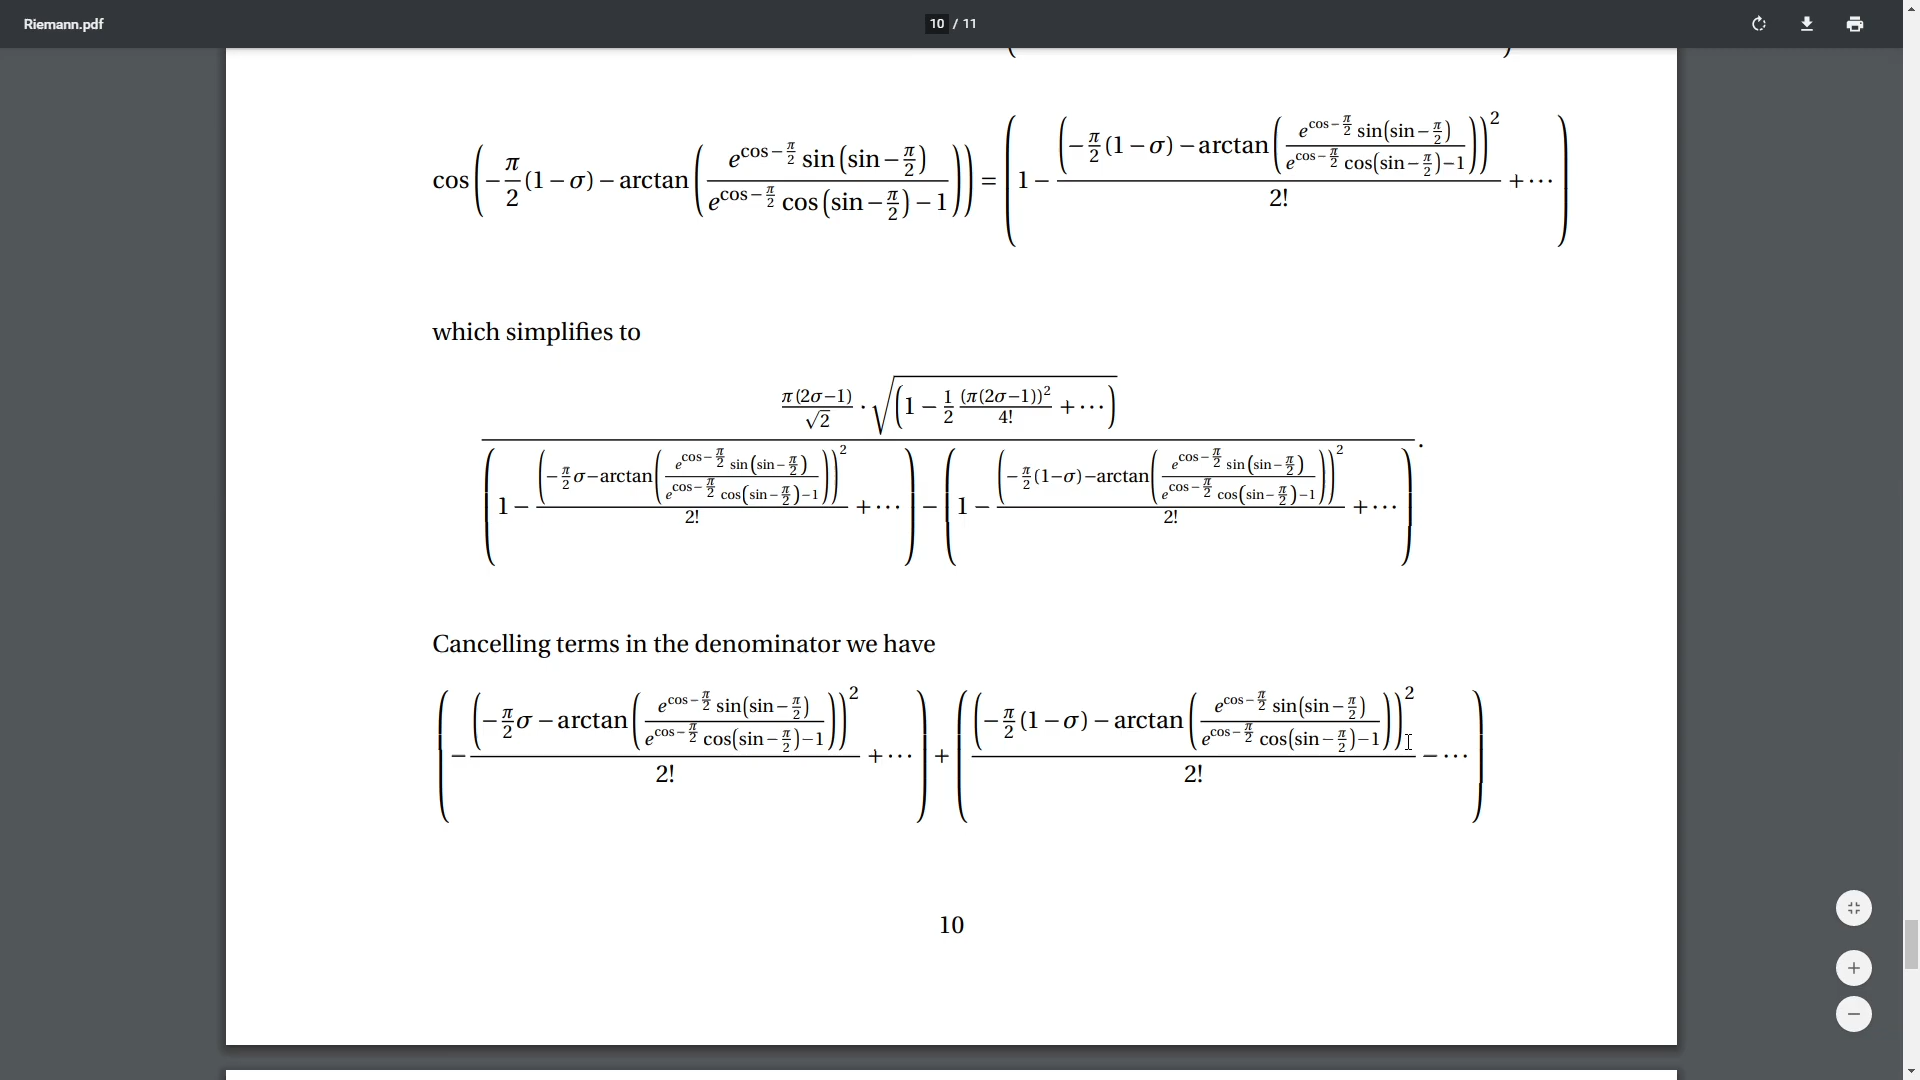 Riemann.pdf
10 / 11
cos(−π/2(1−σ)−arctan((e^{cos−π/2} sin(sin−π/2))/(e^{cos−π/2} cos(sin−π/2)−1))) = (1−(−π/2(1−σ)−arctan((e^{cos−π/2} sin(sin−π/2))/(e^{cos−π/2} cos(sin−π/2)−1)))²/2!+···)
which simplifies to
π(2σ−1)/√2 · √(1−1/2 (π(2σ−1))²/4!+···)
(1−(−π/2σ−arctan((e^{cos−π/2} sin(sin−π/2))/(e^{cos−π/2} cos(sin−π/2)−1)))²/2!+···)−(1−(−π/2(1−σ)−arctan((e^{cos−π/2} sin(sin−π/2))/(e^{cos−π/2} cos(sin−π/2)−1)))²/2!+···).
Cancelling terms in the denominator we have
(−(−π/2σ−arctan((e^{cos−π/2} sin(sin−π/2))/(e^{cos−π/2} cos(sin−π/2)−1)))²/2!+···)+((−π/2(1−σ)−arctan((e^{cos−π/2} sin(sin−π/2))/(e^{cos−π/2} cos(sin−π/2)−1)))²/2!−···)
10